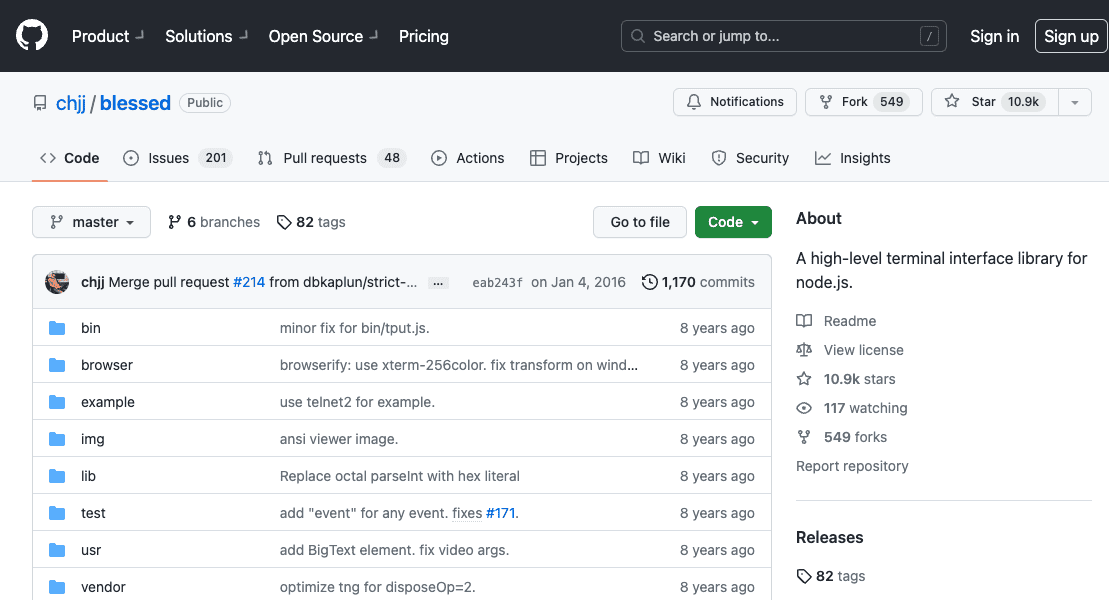 Product Solutions Open Source Pricing Search or jump to... / Sign in Sign up
chjj / blessed Public Notifications Fork 549 Star 10.9k
Code Issues 201 Pull requests 48 Actions Projects Wiki Security Insights
master 6 branches 82 tags Go to file Code
chjj Merge pull request #214 from dbkaplun/strict-... ... eab243f on Jan 4, 2016 1,170 commits
bin minor fix for bin/tput.js. 8 years ago
browser browserify: use xterm-256color. fix transform on wind... 8 years ago
example use telnet2 for example. 8 years ago
img ansi viewer image. 8 years ago
lib Replace octal parseInt with hex literal 8 years ago
test add "event" for any event. fixes #171. 8 years ago
usr add BigText element. fix video args. 8 years ago
vendor optimize tng for disposeOp=2. 8 years ago
About
A high-level terminal interface library for
node.js.
Readme
View license
10.9k stars
117 watching
549 forks
Report repository
Releases
82 tags